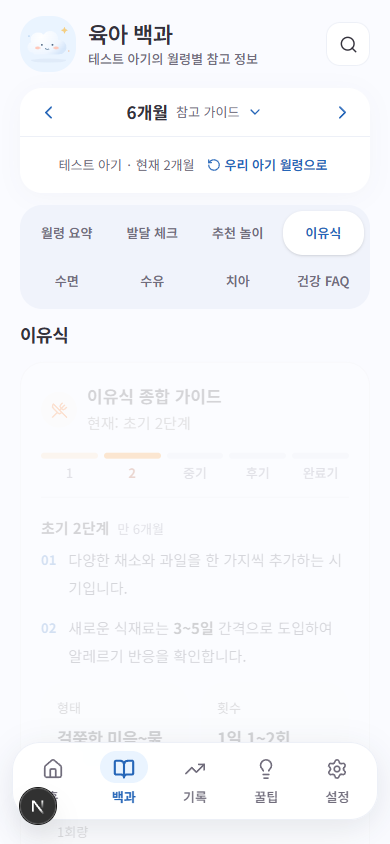 육아 백과
테스트 아기의 월령별 참고 정보
6개월 참고 가이드
테스트 아기 · 현재 2개월 우리 아기 월령으로
월령 요약 발달 체크 추천 놀이 이유식
수면 수유 치아 건강 FAQ
이유식
이유식 종합 가이드
현재: 초기 2단계
1 2 중기 후기 완료기
초기 2단계 만 6개월
01 다양한 채소와 과일을 한 가지씩 추가하는 시
기입니다.
02 새로운 식재료는 3~5일 간격으로 도입하여
알레르기 반응을 확인합니다.
형태 횟수
걸쭉한 미음~묽 1일 1~2회
백과 기록 꿀팁 설정
N
1회량